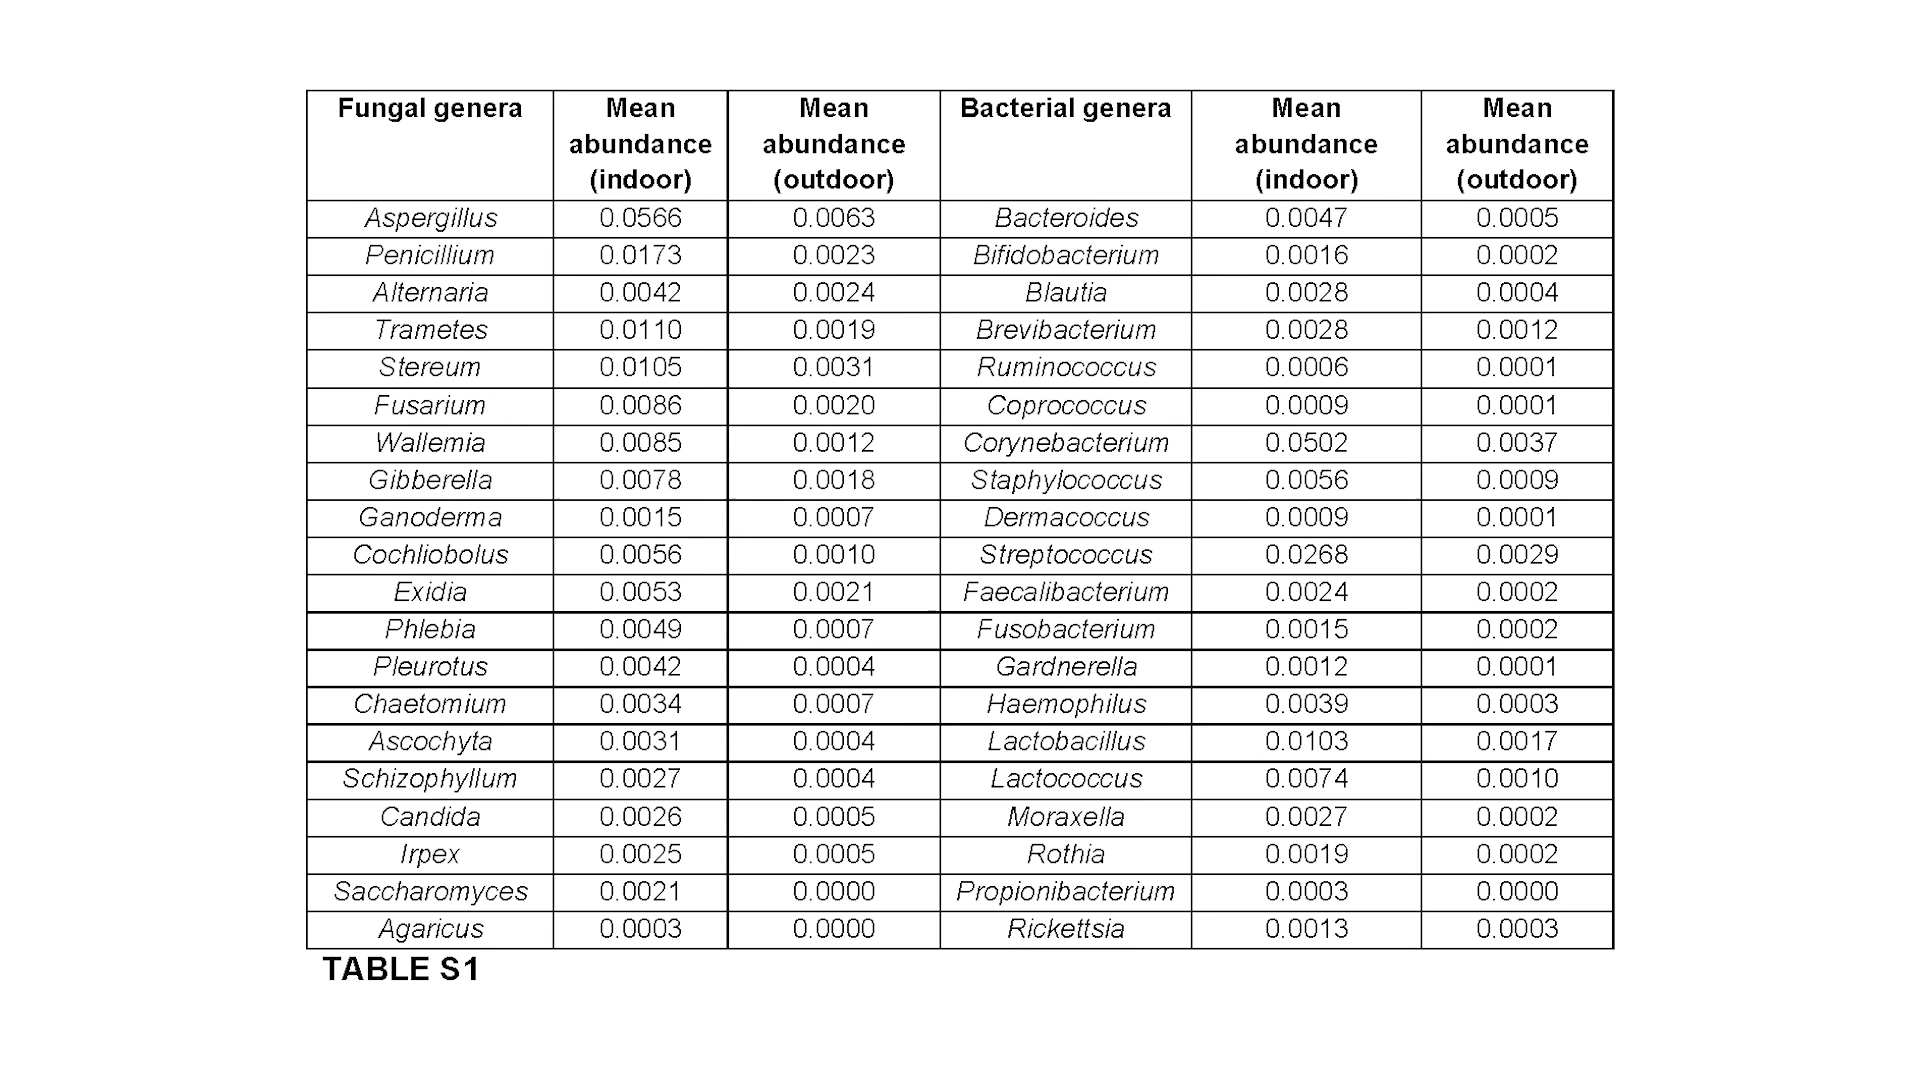 Fungal genera Mean abundance (indoor) Mean abundance (outdoor) Bacterial genera Mean abundance (indoor) Mean abundance (outdoor)
Aspergillus 0.0566 0.0063 Bacteroides 0.0047 0.0005
Penicillium 0.0173 0.0023 Bifidobacterium 0.0016 0.0002
Alternaria 0.0042 0.0024 Blautia 0.0028 0.0004
Trametes 0.0110 0.0019 Brevibacterium 0.0028 0.0012
Stereum 0.0105 0.0031 Ruminococcus 0.0006 0.0001
Fusarium 0.0086 0.0020 Coprococcus 0.0009 0.0001
Wallemia 0.0085 0.0012 Corynebacterium 0.0502 0.0037
Gibberella 0.0078 0.0018 Staphylococcus 0.0056 0.0009
Ganoderma 0.0015 0.0007 Dermacoccus 0.0009 0.0001
Cochliobolus 0.0056 0.0010 Streptococcus 0.0268 0.0029
Exidia 0.0053 0.0021 Faecalibacterium 0.0024 0.0002
Phlebia 0.0049 0.0007 Fusobacterium 0.0015 0.0002
Pleurotus 0.0042 0.0004 Gardnerella 0.0012 0.0001
Chaetomium 0.0034 0.0007 Haemophilus 0.0039 0.0003
Ascochyta 0.0031 0.0004 Lactobacillus 0.0103 0.0017
Schizophyllum 0.0027 0.0004 Lactococcus 0.0074 0.0010
Candida 0.0026 0.0005 Moraxella 0.0027 0.0002
Irpex 0.0025 0.0005 Rothia 0.0019 0.0002
Saccharomyces 0.0021 0.0000 Propionibacterium 0.0003 0.0000
Agaricus 0.0003 0.0000 Rickettsia 0.0013 0.0003
TABLE S1